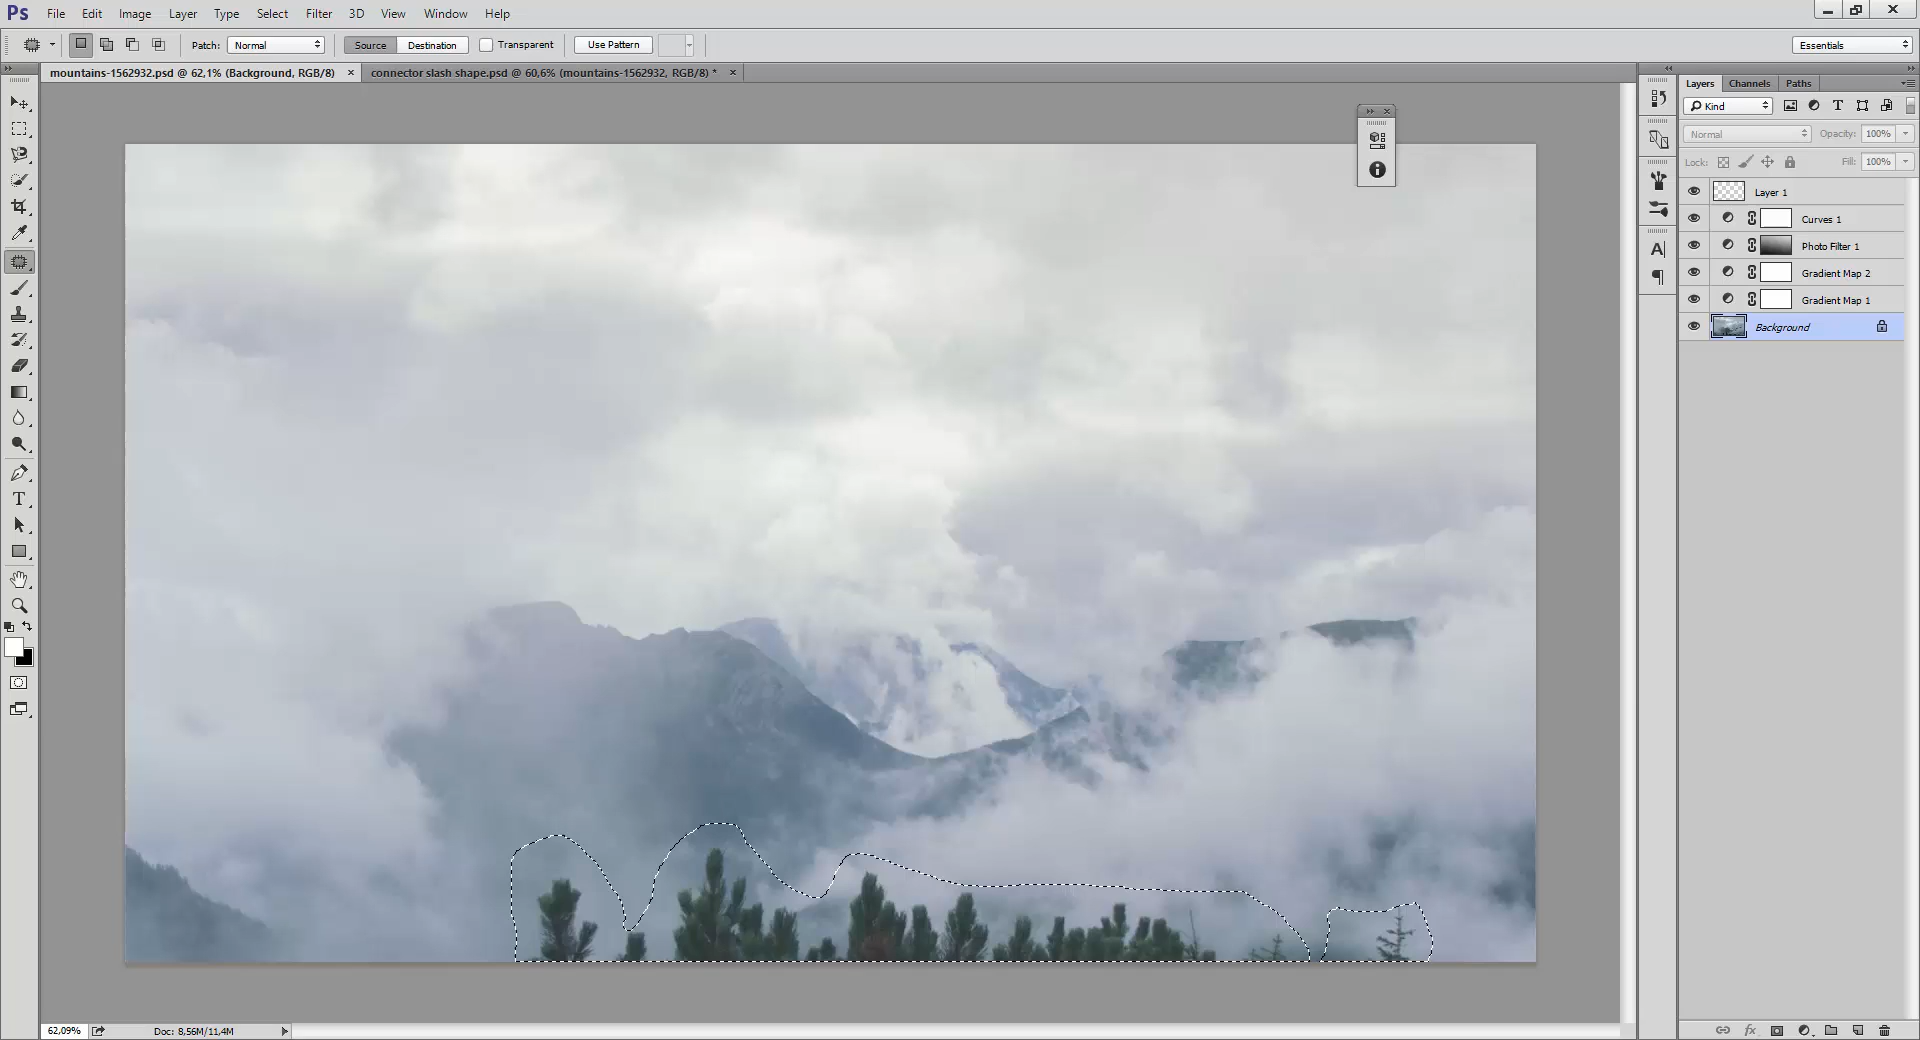 Ps File Edit Image Layer Type Select Filter 3D View Window Help
Patch: Normal Source Destination Transparent Use Pattern Essentials
mountains-1562932.psd @ 62,1% (Background, RGB/8) × connector slash shape.psd @ 60,6% (mountains-1562932, RGB/8) * ×
Layers Channels Paths
Kind
Normal Opacity: 100%
Lock: Fill: 100%
Layer 1
Curves 1
Photo Filter 1
Gradient Map 2
Gradient Map 1
Background
62,09% Doc: 8,56M/11,4M